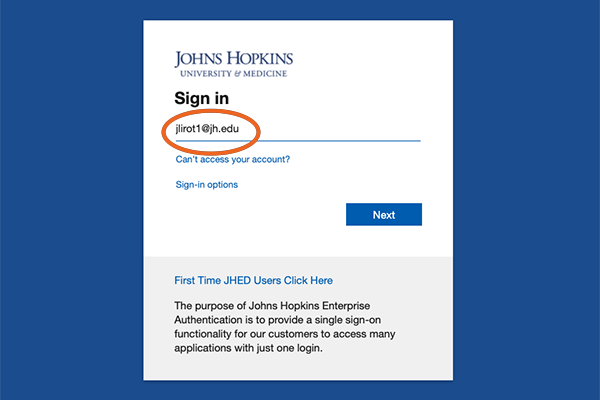 JOHNS HOPKINS
UNIVERSITY & MEDICINE
Sign in
jlirot1@jh.edu
Can't access your account?
Sign-in options
Next
First Time JHED Users Click Here
The purpose of Johns Hopkins Enterprise
Authentication is to provide a single sign-on
functionality for our customers to access many
applications with just one login.